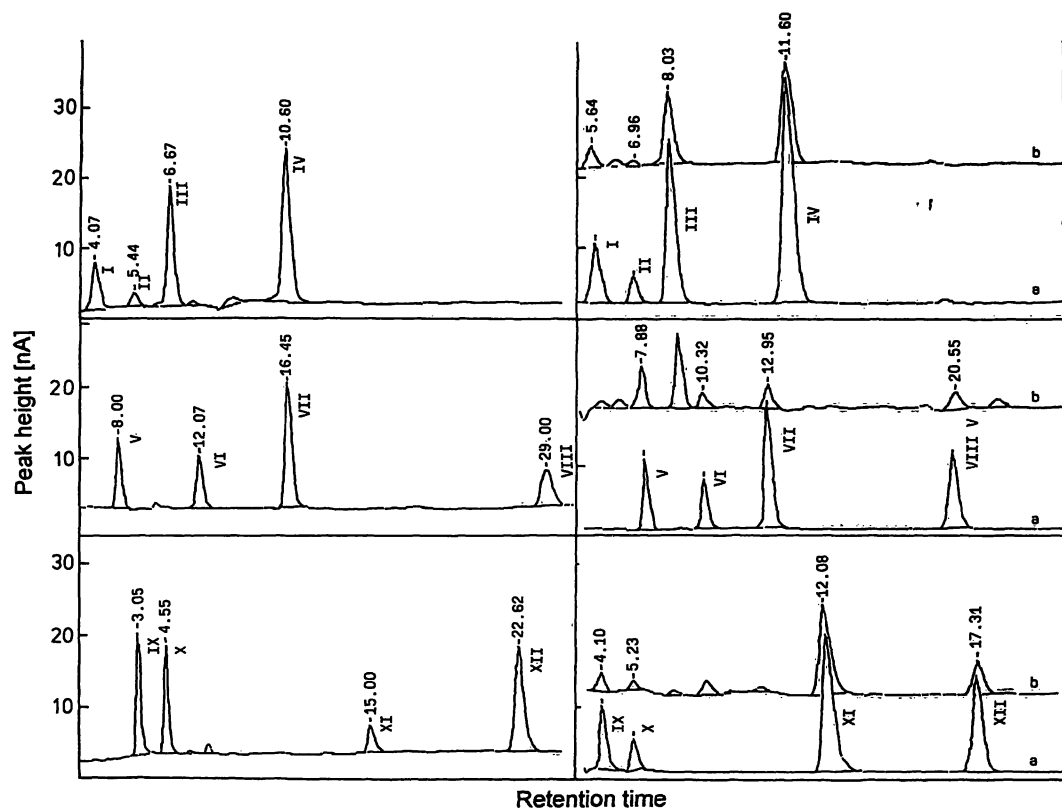 Peak height [nA]
30
20
10
-4.07
I
-5.44
II
-6.67
III
-10.60
IV
-5.64
-6.96
-8.03
-11.60
b
I
II
III
IV
a
20
10
-8.00
V
-12.07
VI
-16.45
VII
-29.00
VIII
-7.88
-10.32
-12.95
-20.55
b
V
VI
VII
VIII V
a
30
20
10
-3.05
IX
-4.55
X
-15.00
XI
-22.62
XII
-4.10
-5.23
-12.08
-17.31
b
IX
X
XI
XII
a
Retention time